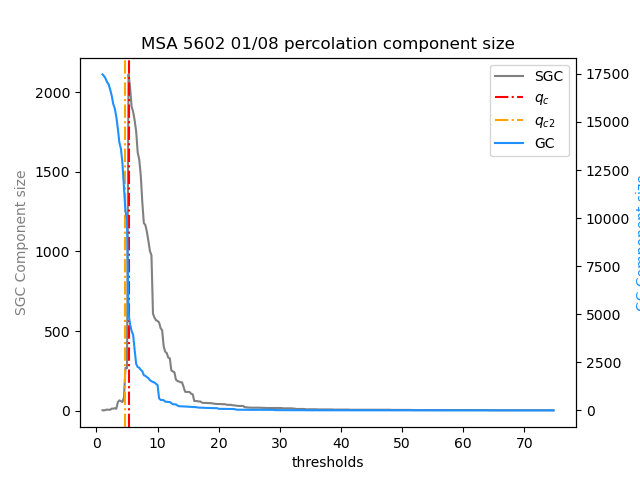 MSA 5602 01/08 percolation component size
SGC
q_c
q_c2
GC
2000
1500
1000
500
0
SGC Component size
17500
15000
12500
10000
7500
5000
2500
0
GC Component size
0 10 20 30 40 50 60 70
thresholds